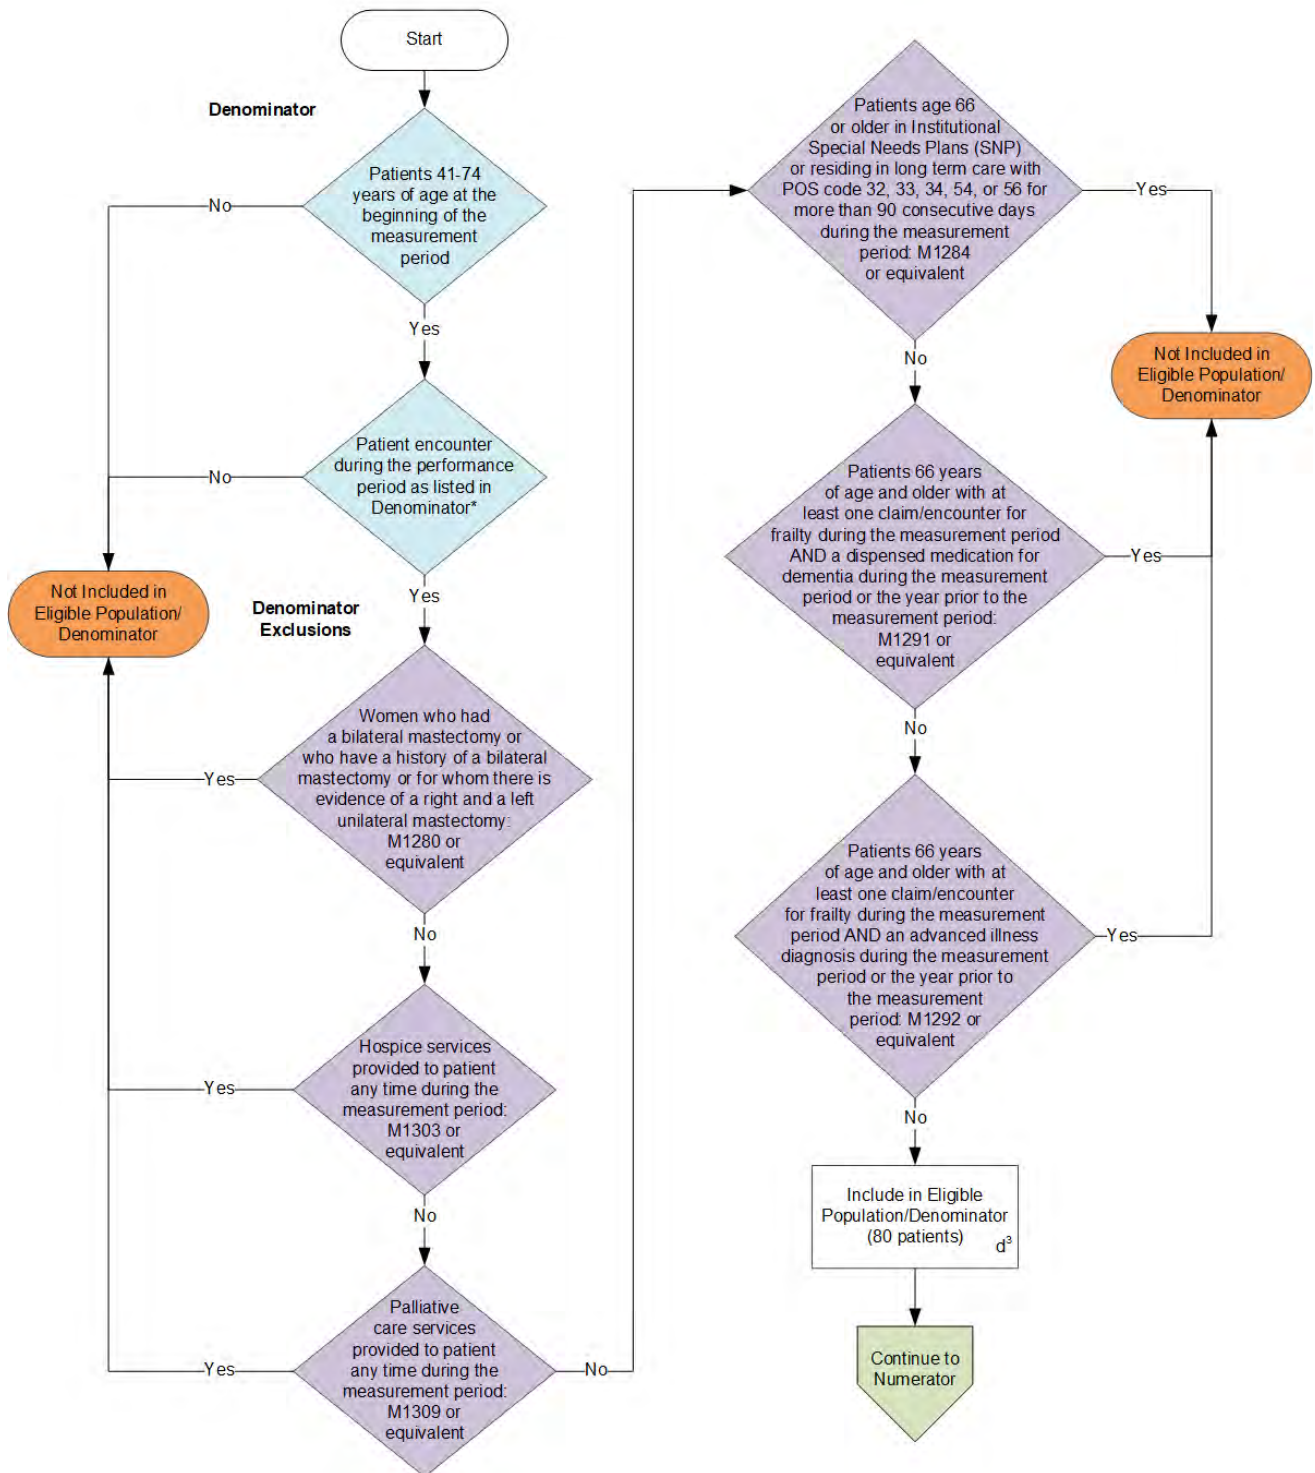 Start
Denominator
Patients 41-74
years of age at the
beginning of the
measurement
period
No
Yes
Patient encounter
during the performance
period as listed in
Denominator*
No
Yes
Not Included in
Eligible Population/
Denominator
Denominator
Exclusions
Women who had
a bilateral mastectomy or
who have a history of a bilateral
mastectomy or for whom there is
evidence of a right and a left
unilateral mastectomy:
M1280 or
equivalent
Yes
No
Hospice services
provided to patient
any time during the
measurement period:
M1303 or
equivalent
Yes
No
Palliative
care services
provided to patient
any time during the
measurement period:
M1309 or
equivalent
Yes
No
Patients age 66
or older in Institutional
Special Needs Plans (SNP)
or residing in long term care with
POS code 32, 33, 34, 54, or 56 for
more than 90 consecutive days
during the measurement
period: M1284
or equivalent
Yes
No
Not Included in
Eligible Population/
Denominator
Patients 66 years
of age and older with at
least one claim/encounter for
frailty during the measurement period
AND a dispensed medication for
dementia during the measurement
period or the year prior to the
measurement period:
M1291 or
equivalent
Yes
No
Patients 66 years
of age and older with at
least one claim/encounter
for frailty during the measurement
period AND an advanced illness
diagnosis during the measurement
period or the year prior to
the measurement
period: M1292 or
equivalent
Yes
No
Include in Eligible
Population/Denominator
(80 patients)
d³
Continue to
Numerator